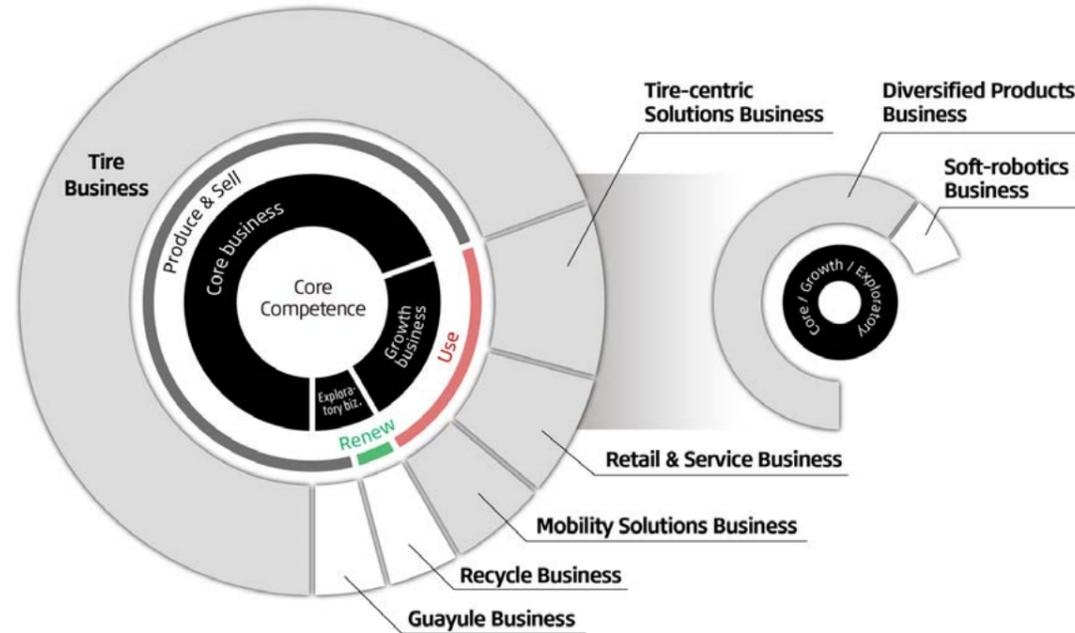 Tire-centric
Solutions Business
Diversified Products
Business
Soft-robotics
Business
Tire
Business
Produce & Sell
Core business
Core
Competence
Growth
business
Use
Explora-
tory biz.
Renew
Core / Growth / Exploratory
Retail & Service Business
Mobility Solutions Business
Recycle Business
Guayule Business